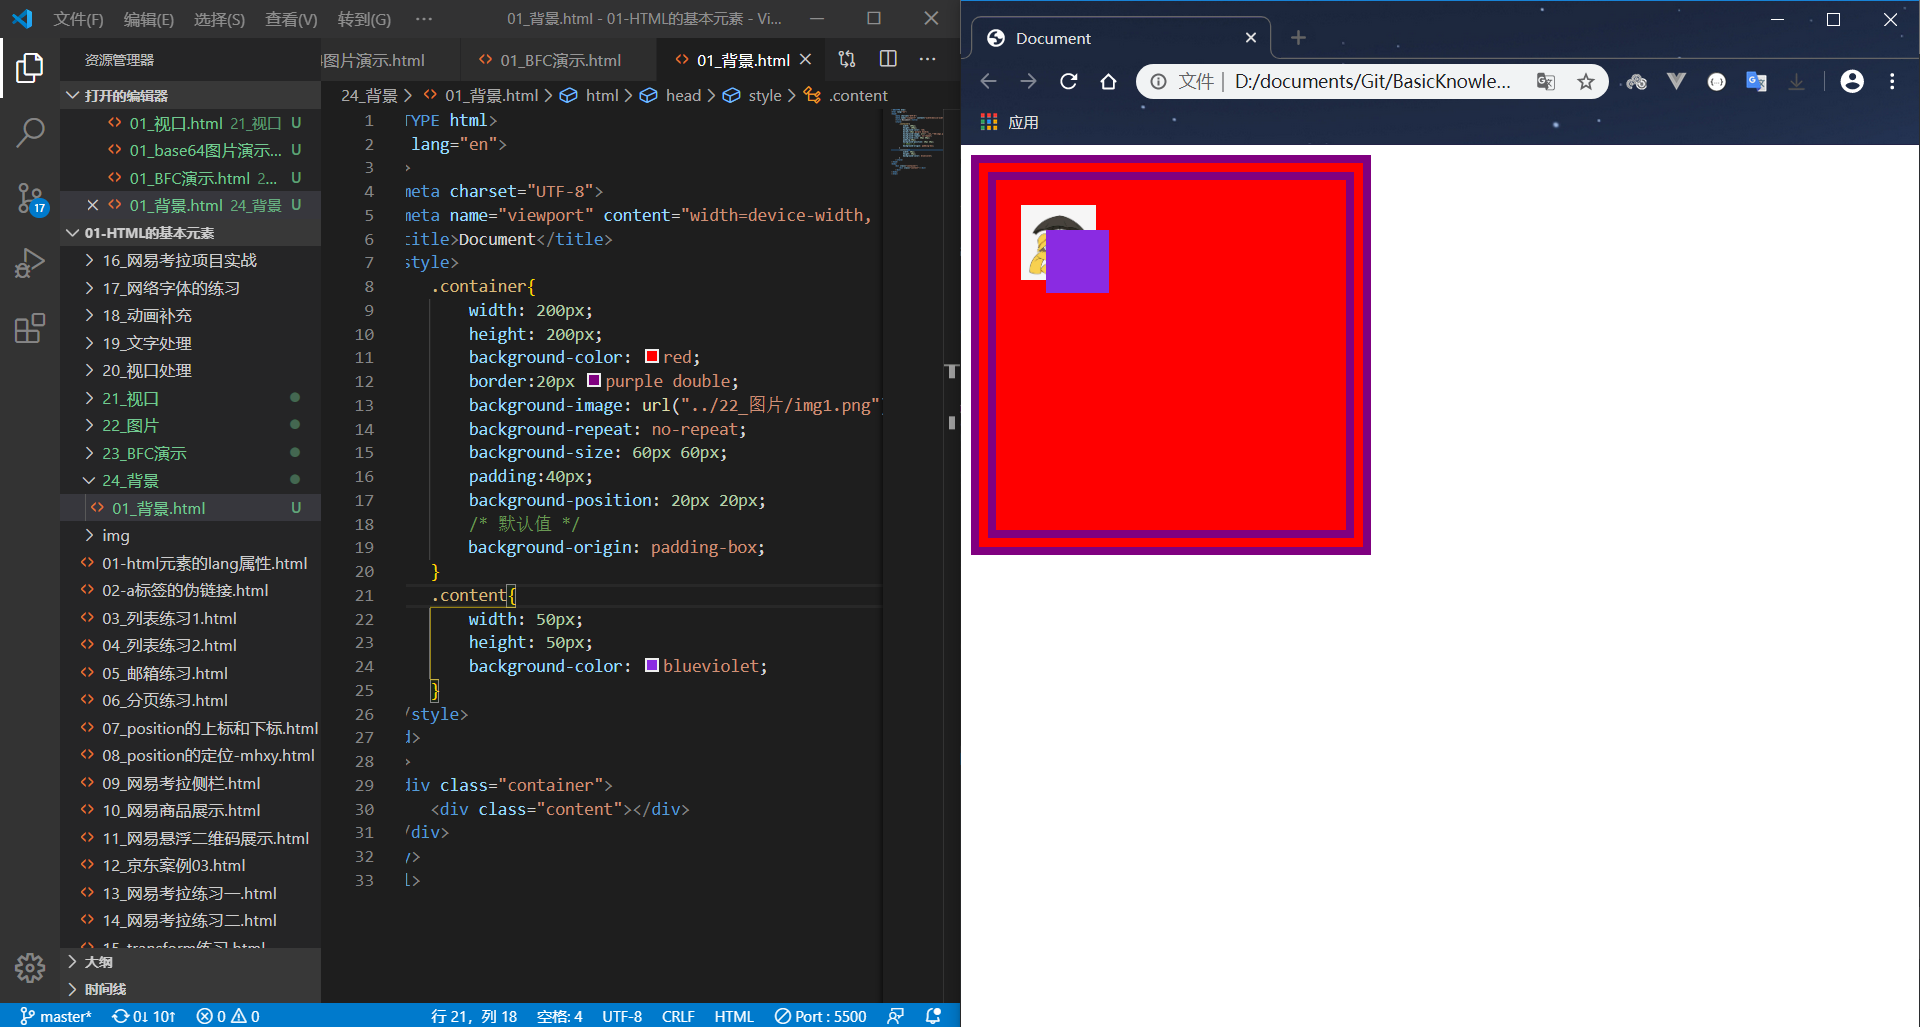 文件(F) 编辑(E) 选择(S) 查看(V) 转到(G) ··· 01_背景.html - 01-HTML的基本元素 - Vi...
资源管理器
打开的编辑器
01_视口.html 21_视口 U
01_base64图片演示... U
01_BFC演示.html 2... U
01_背景.html 24_背景 U
01-HTML的基本元素
16_网易考拉项目实战
17_网络字体的练习
18_动画补充
19_文字处理
20_视口处理
21_视口
22_图片
23_BFC演示
24_背景
01_背景.html U
img
01-html元素的lang属性.html
02-a标签的伪链接.html
03_列表练习1.html
04_列表练习2.html
05_邮箱练习.html
06_分页练习.html
07_position的上标和下标.html
08_position的定位-mhxy.html
09_网易考拉侧栏.html
10_网易商品展示.html
11_网易悬浮二维码展示.html
12_京东案例03.html
13_网易考拉练习一.html
14_网易考拉练习二.html
15_transform练习.html
大纲
时间线
17
图片演示.html 01_BFC演示.html 01_背景.html
24_背景 > 01_背景.html > html > head > style > .content
1 TYPE html>
2 lang="en">
3 >
4 meta charset="UTF-8">
5 meta name="viewport" content="width=device-width,
6 title>Document</title>
7 style>
8 .container{
9 width: 200px;
10 height: 200px;
11 background-color: red;
12 border:20px purple double;
13 background-image: url("../22_图片/img1.png"
14 background-repeat: no-repeat;
15 background-size: 60px 60px;
16 padding:40px;
17 background-position: 20px 20px;
18 /* 默认值 */
19 background-origin: padding-box;
20 }
21 .content{
22 width: 50px;
23 height: 50px;
24 background-color: blueviolet;
25 }
26 /style>
27 d>
28 >
29 div class="container">
30 <div class="content"></div>
31 /div>
32 y>
33 l>
master* 0↓ 10↑ 0 0 行 21，列 18 空格: 4 UTF-8 CRLF HTML Port : 5500
Document
文件 | D:/documents/Git/BasicKnowle...
应用